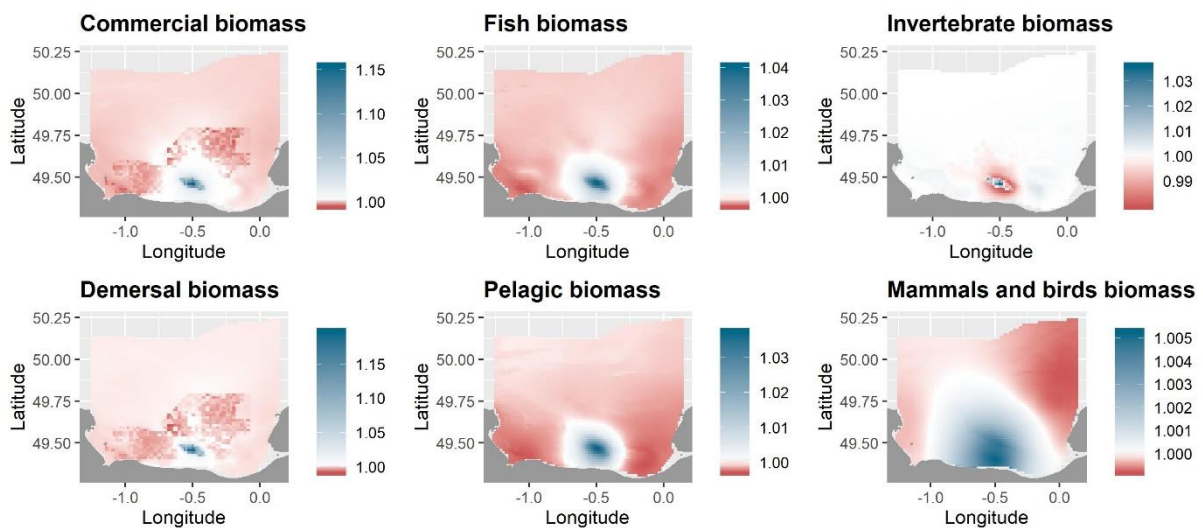 Commercial biomass
50.25
50.00
49.75
49.50
Latitude
-1.0 -0.5 0.0
Longitude
1.15
1.10
1.05
1.00
Fish biomass
50.25
50.00
49.75
49.50
Latitude
-1.0 -0.5 0.0
Longitude
1.04
1.03
1.02
1.01
1.00
Invertebrate biomass
50.25
50.00
49.75
49.50
Latitude
-1.0 -0.5 0.0
Longitude
1.03
1.02
1.01
1.00
0.99
Demersal biomass
50.25
50.00
49.75
49.50
Latitude
-1.0 -0.5 0.0
Longitude
1.15
1.10
1.05
1.00
Pelagic biomass
50.25
50.00
49.75
49.50
Latitude
-1.0 -0.5 0.0
Longitude
1.03
1.02
1.01
1.00
Mammals and birds biomass
50.25
50.00
49.75
49.50
Latitude
-1.0 -0.5 0.0
Longitude
1.005
1.004
1.003
1.002
1.001
1.000